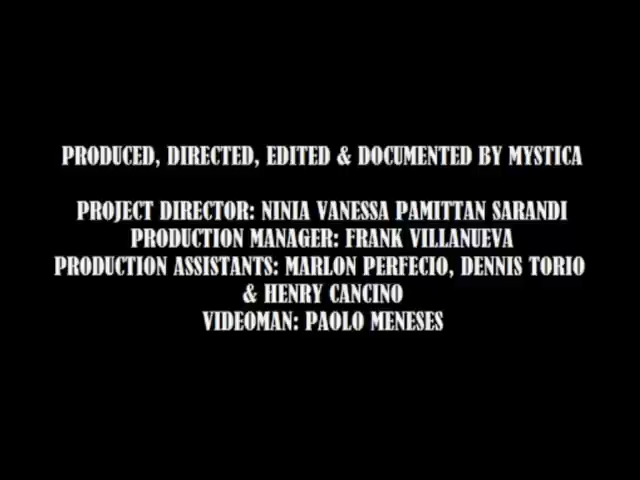 PRODUCED, DIRECTED, EDITED & DOCUMENTED BY MYSTICA
PROJECT DIRECTOR: NINIA VANESSA PAMITTAN SARANDI
PRODUCTION MANAGER: FRANK VILLANUEVA
PRODUCTION ASSISTANTS: MARLON PERFECIO, DENNIS TORIO
& HENRY CANCINO
VIDEOMAN: PAOLO MENESES